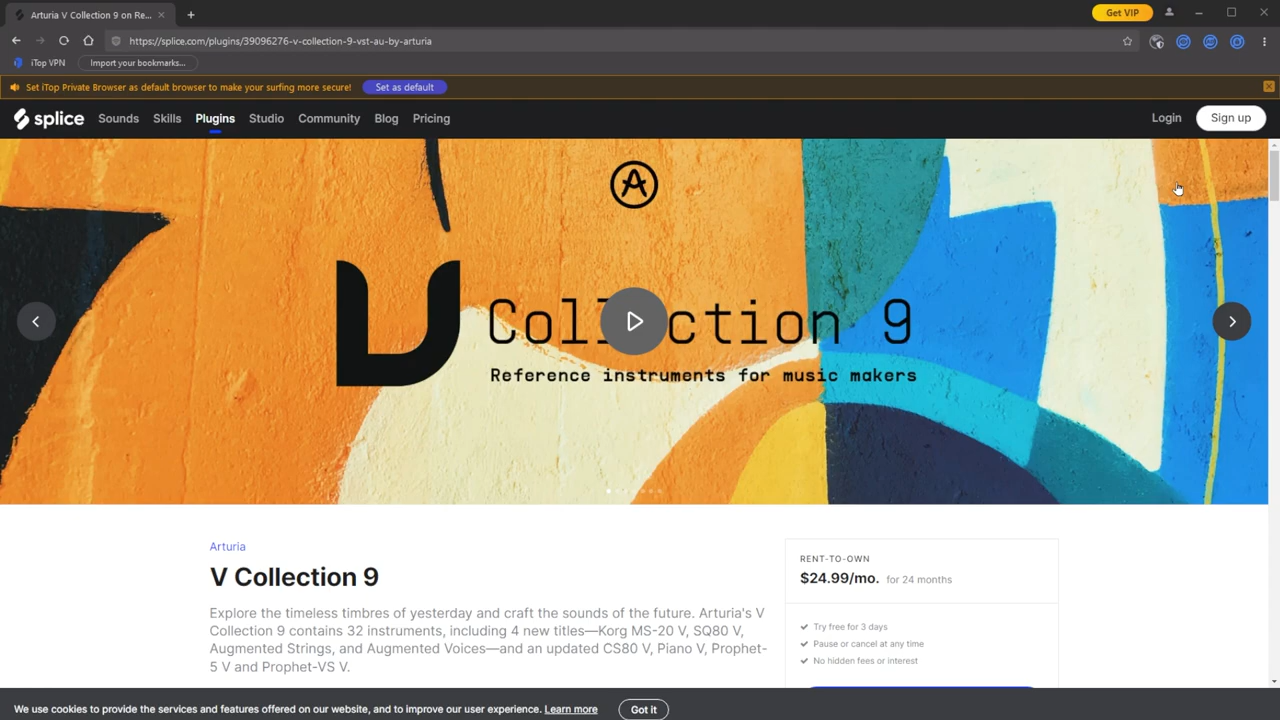 Arturia V Collection 9 on Re...
Get VIP
https://splice.com/plugins/39096276-v-collection-9-vst-au-by-arturia
iTop VPN
Import your bookmarks...
Set iTop Private Browser as default browser to make your surfing more secure!
Set as default
splice
Sounds
Skills
Plugins
Studio
Community
Blog
Pricing
Login
Sign up
V Collection 9
Reference instruments for music makers
Arturia
V Collection 9
Explore the timeless timbres of yesterday and craft the sounds of the future. Arturia's V
Collection 9 contains 32 instruments, including 4 new titles—Korg MS-20 V, SQ80 V,
Augmented Strings, and Augmented Voices—and an updated CS80 V, Piano V, Prophet-
5 V and Prophet-VS V.
RENT-TO-OWN
$24.99/mo. for 24 months
Try free for 3 days
Pause or cancel at any time
No hidden fees or interest
We use cookies to provide the services and features offered on our website, and to improve our user experience. Learn more
Got it